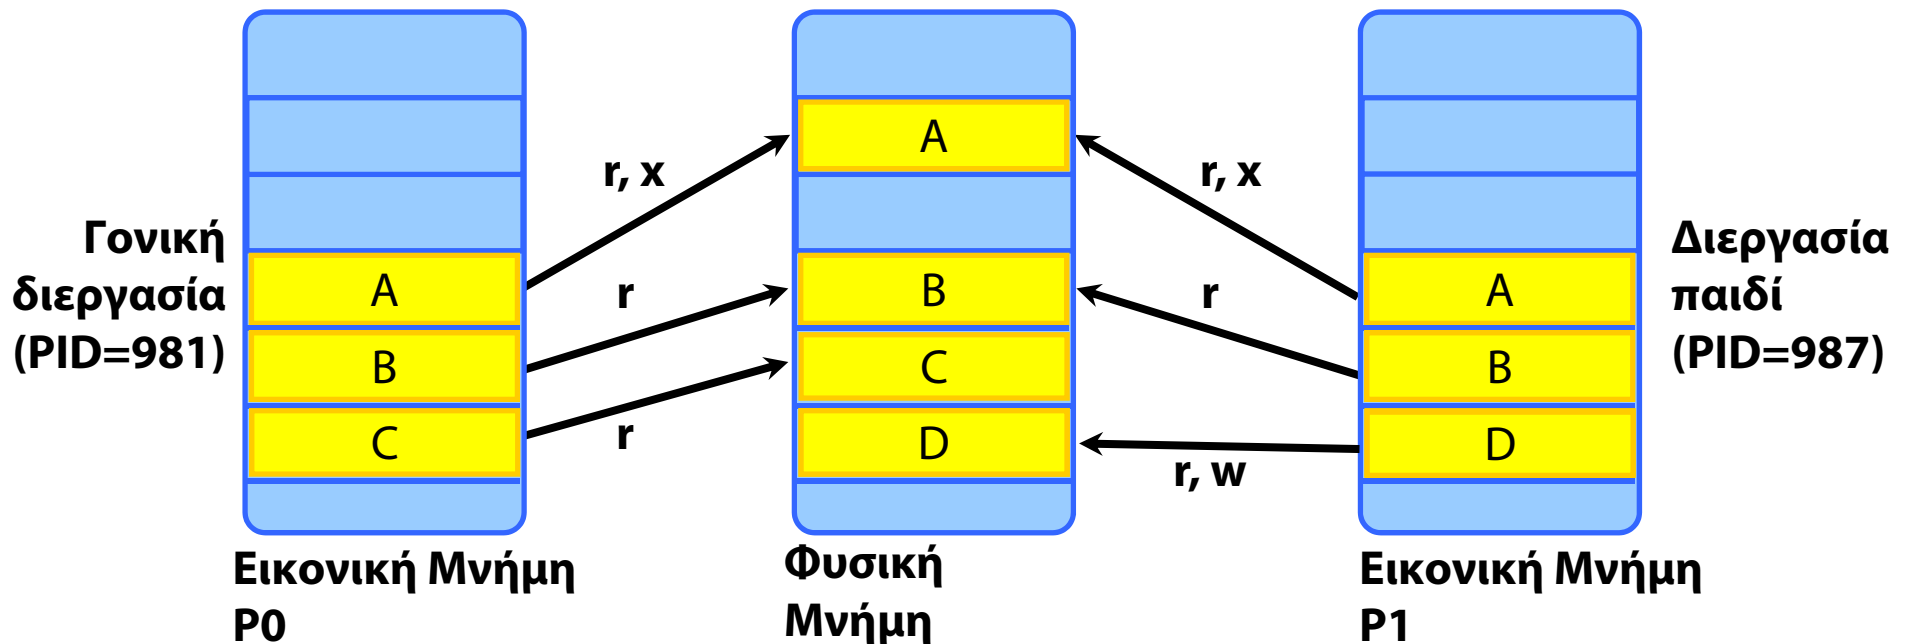 Γονική
διεργασία
(PID=981)
A
B
C
Εικονική Μνήμη
P0
r, x
r
r
A
B
C
D
Φυσική
Μνήμη
r, x
r
r, w
A
B
D
Εικονική Μνήμη
P1
Διεργασία
παιδί
(PID=987)